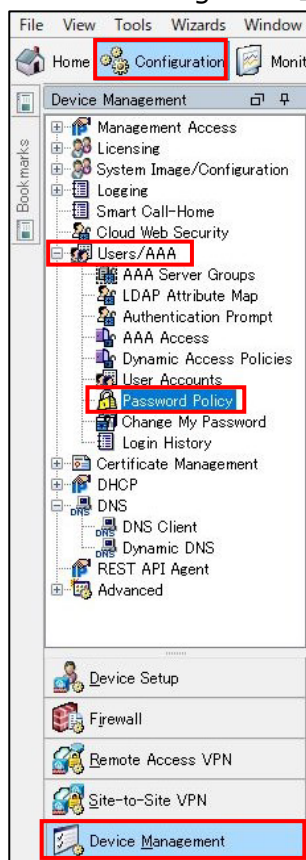 File View Tools Wizards Window
Home Configuration Monit
Device Management
Bookmarks
Management Access
Licensing
System Image/Configuration
Logging
Smart Call-Home
Cloud Web Security
Users/AAA
AAA Server Groups
LDAP Attribute Map
Authentication Prompt
AAA Access
Dynamic Access Policies
User Accounts
Password Policy
Change My Password
Login History
Certificate Management
DHCP
DNS
DNS Client
Dynamic DNS
REST API Agent
Advanced
Device Setup
Firewall
Remote Access VPN
Site-to-Site VPN
Device Management